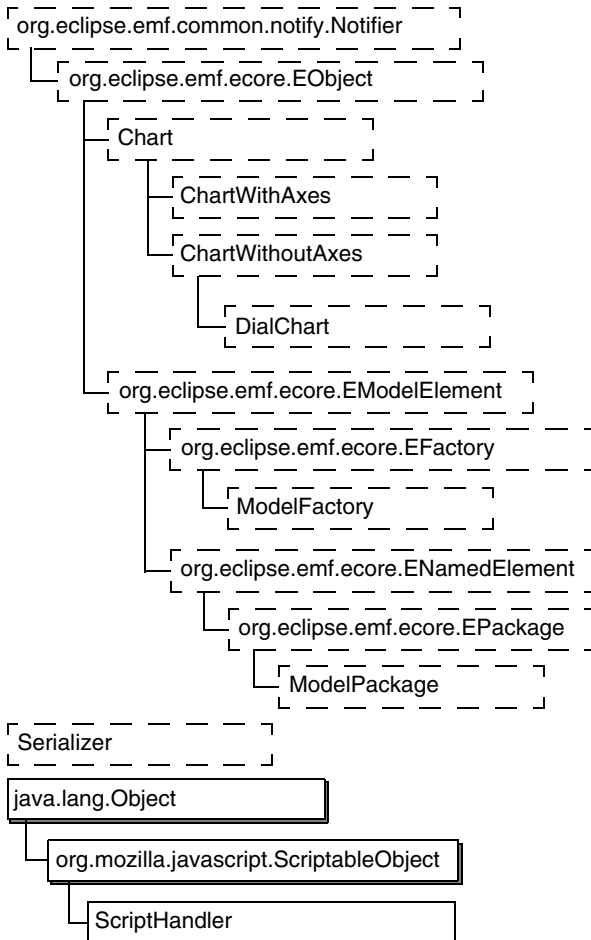 org.eclipse.emf.common.notify.Notifier
org.eclipse.emf.ecore.EObject
Chart
ChartWithAxes
ChartWithoutAxes
DialChart
org.eclipse.emf.ecore.EModelElement
org.eclipse.emf.ecore.EFactory
ModelFactory
org.eclipse.emf.ecore.ENamedElement
org.eclipse.emf.ecore.EPackage
ModelPackage
Serializer
java.lang.Object
org.mozilla.javascript.ScriptableObject
ScriptHandler